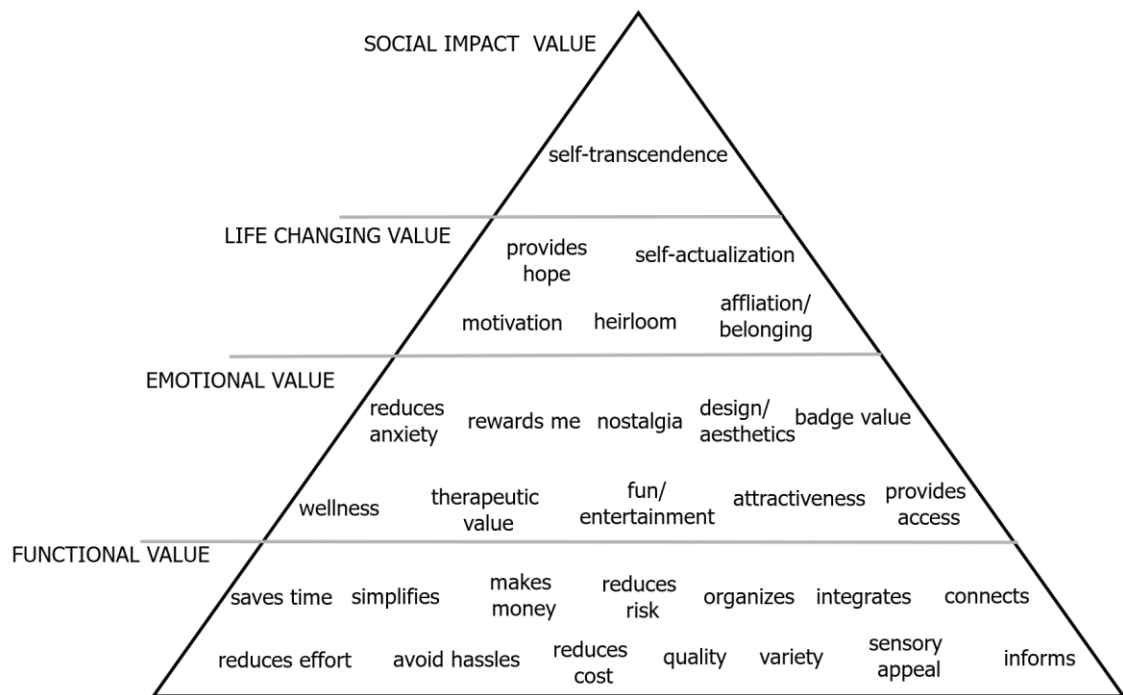 SOCIAL IMPACT  VALUE
self-transcendence
LIFE CHANGING VALUE
provides
hope
self-actualization
motivation
heirloom
affliation/
belonging
EMOTIONAL VALUE
reduces
anxiety
rewards me
nostalgia
design/
aesthetics
badge value
wellness
therapeutic
value
fun/
entertainment
attractiveness
provides
access
FUNCTIONAL VALUE
saves time
simplifies
makes
money
reduces
risk
organizes
integrates
connects
reduces effort
avoid hassles
reduces
cost
quality
variety
sensory
appeal
informs